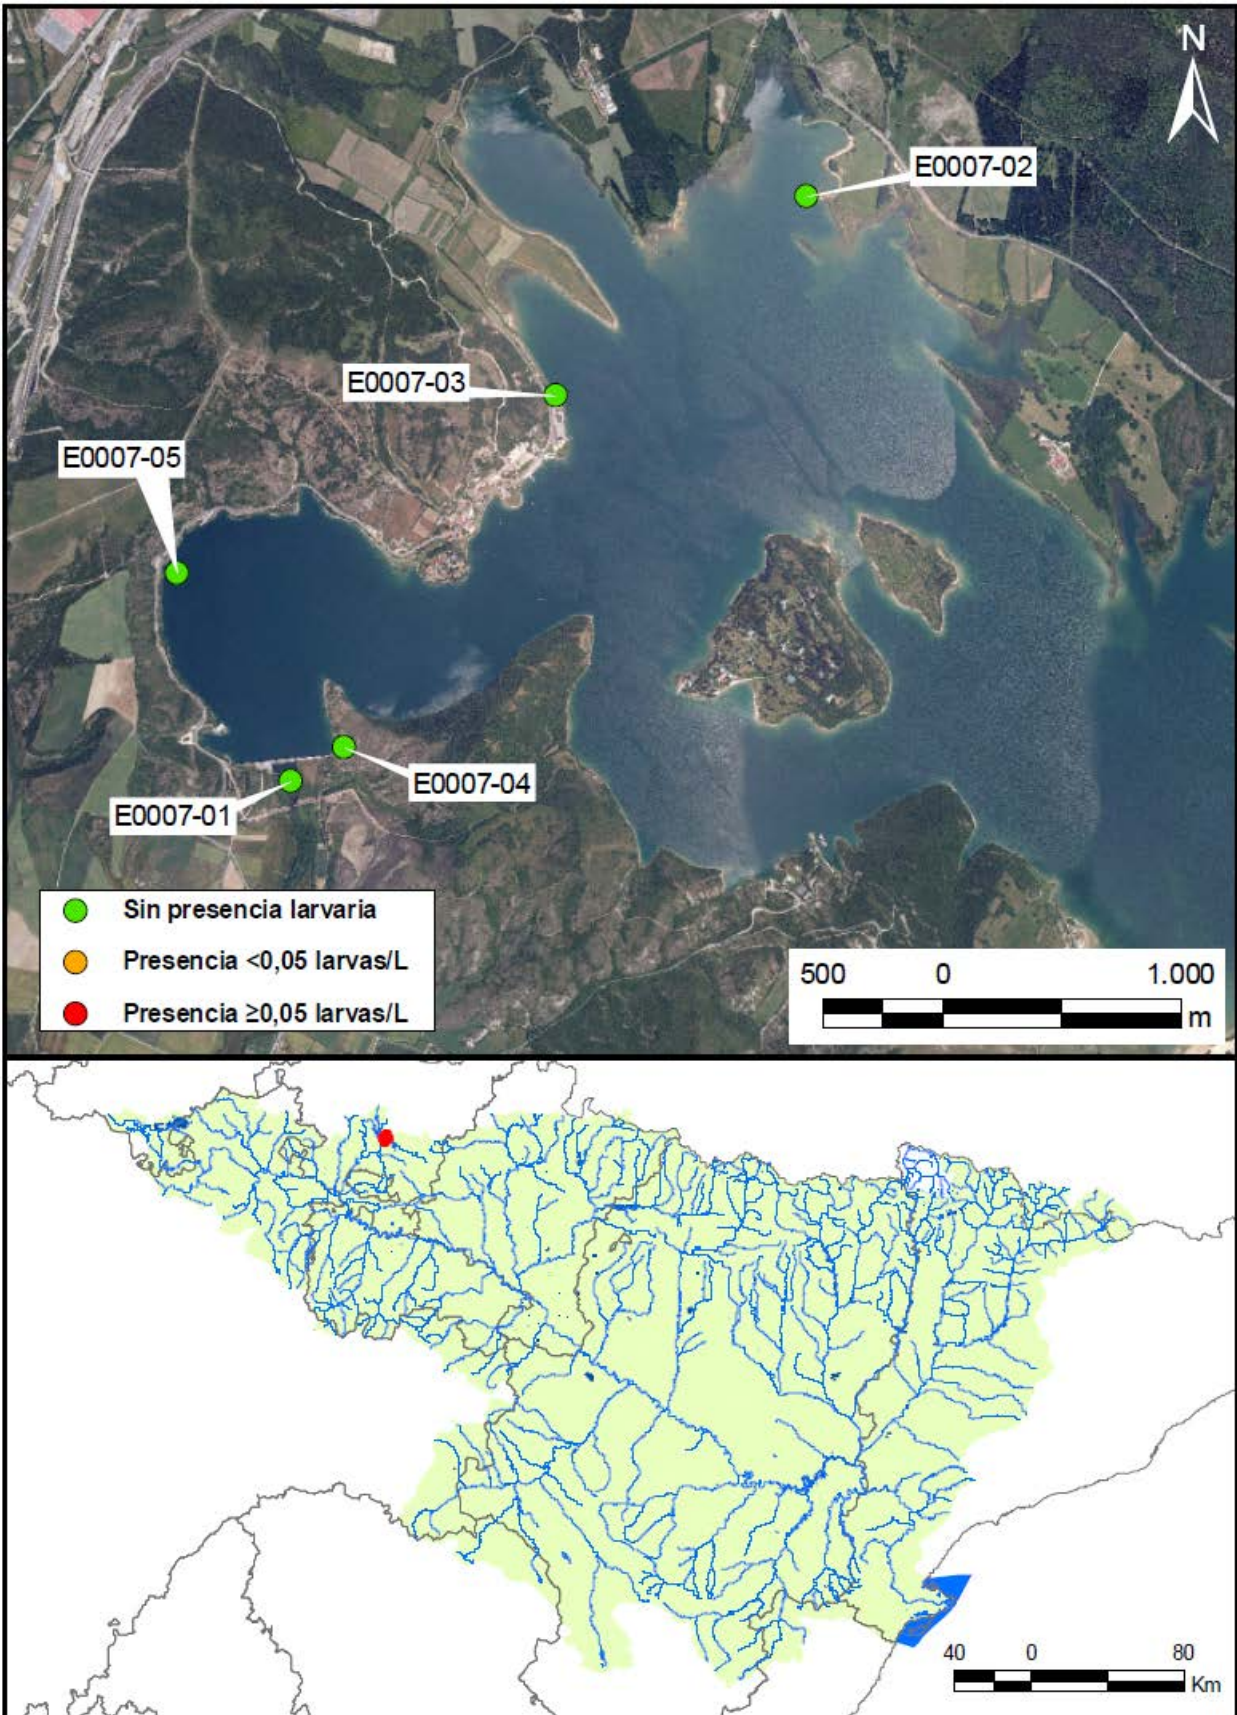 N
E0007-02
E0007-03
E0007-05
E0007-04
E0007-01
Sin presencia larvaria
Presencia <0,05 larvas/L
Presencia ≥0,05 larvas/L
500 0 1.000
m
40 0 80
Km